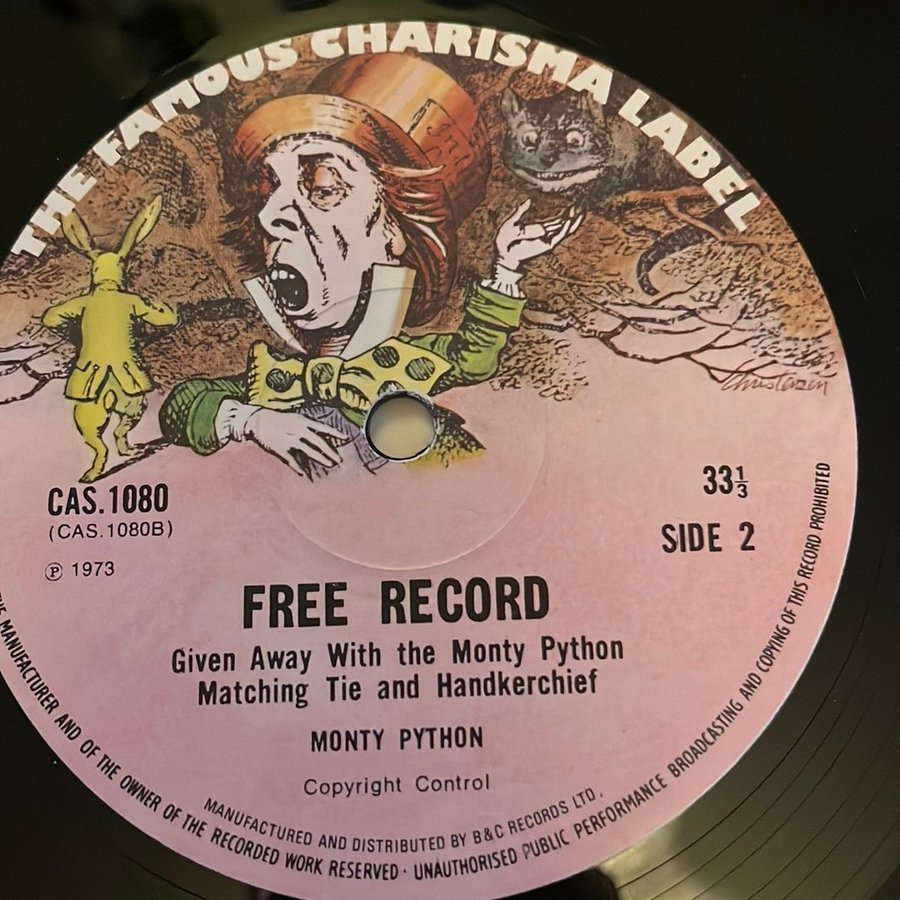 THE FAMOUS CHARISMA LABEL
Christensen
CAS.1080
(CAS.1080B)
℗ 1973
33⅓
SIDE 2
FREE RECORD
Given Away With the Monty Python
Matching Tie and Handkerchief
MONTY PYTHON
Copyright Control
MANUFACTURED AND DISTRIBUTED BY B&C RECORDS LTD.
THE MANUFACTURER AND OF THE OWNER OF THE RECORDED WORK RESERVED · UNAUTHORISED PUBLIC PERFORMANCE BROADCASTING AND COPYING OF THIS RECORD PROHIBITED